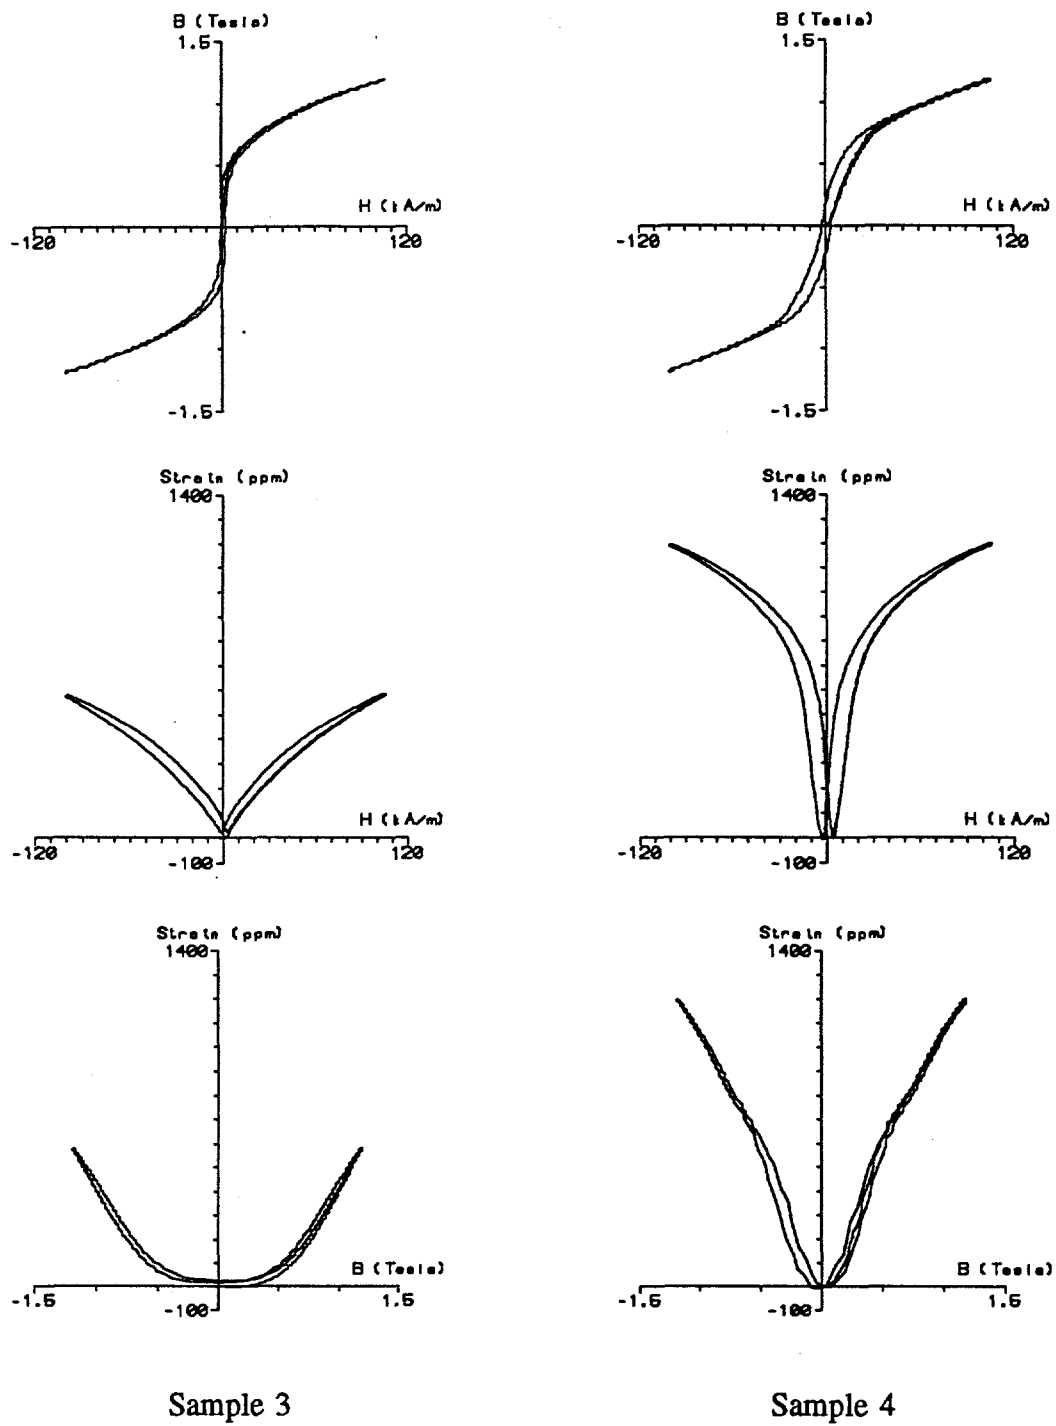 B (Tesla)
1.5
H (kA/m)
-120
120
-1.5
B (Tesla)
1.5
H (kA/m)
-120
120
-1.5
Strain (ppm)
1400
H (kA/m)
-120
120
-100
Strain (ppm)
1400
H (kA/m)
-120
120
-100
Strain (ppm)
1400
B (Tesla)
-1.5
1.5
-100
Strain (ppm)
1400
B (Tesla)
-1.5
1.5
-100
Sample 3
Sample 4